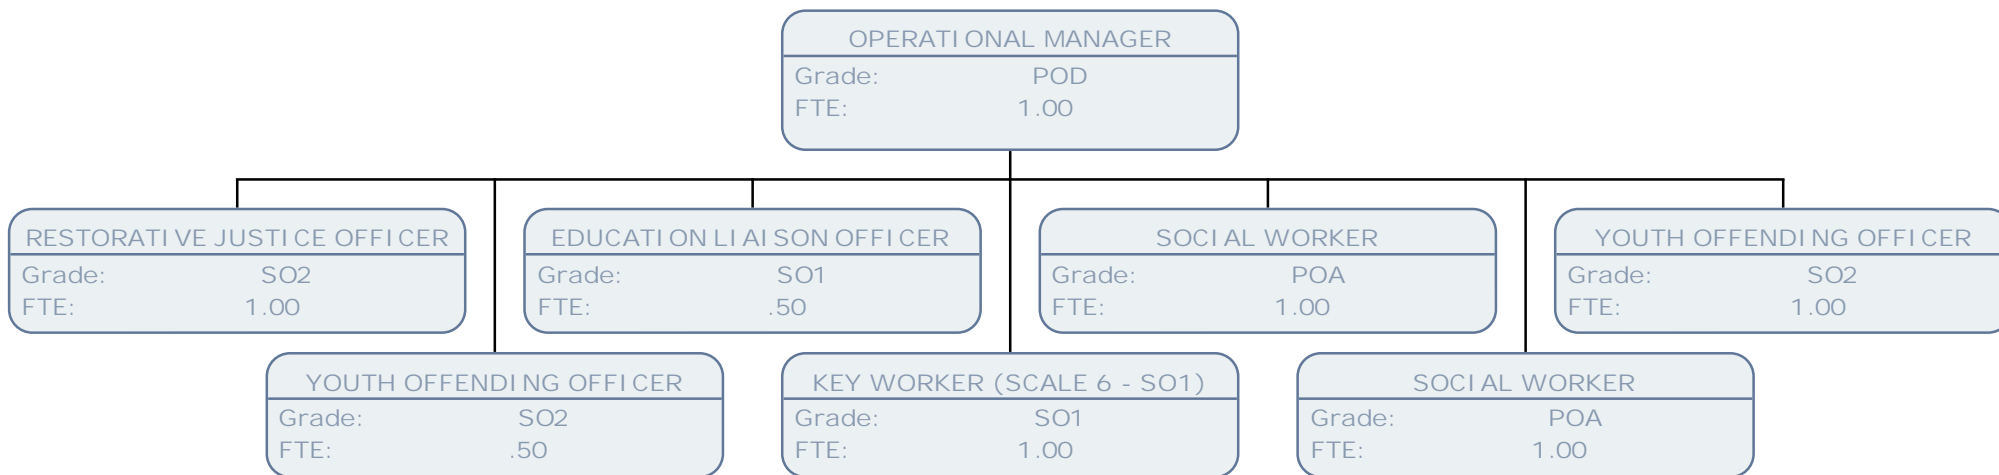 OPERATIONAL MANAGER
Grade: POD
FTE: 1.00
RESTORATIVE JUSTICE OFFICER
Grade: SO2
FTE: 1.00
EDUCATION LIAISON OFFICER
Grade: SO1
FTE: .50
SOCIAL WORKER
Grade: POA
FTE: 1.00
YOUTH OFFENDING OFFICER
Grade: SO2
FTE: 1.00
YOUTH OFFENDING OFFICER
Grade: SO2
FTE: .50
KEY WORKER (SCALE 6 - SO1)
Grade: SO1
FTE: 1.00
SOCIAL WORKER
Grade: POA
FTE: 1.00